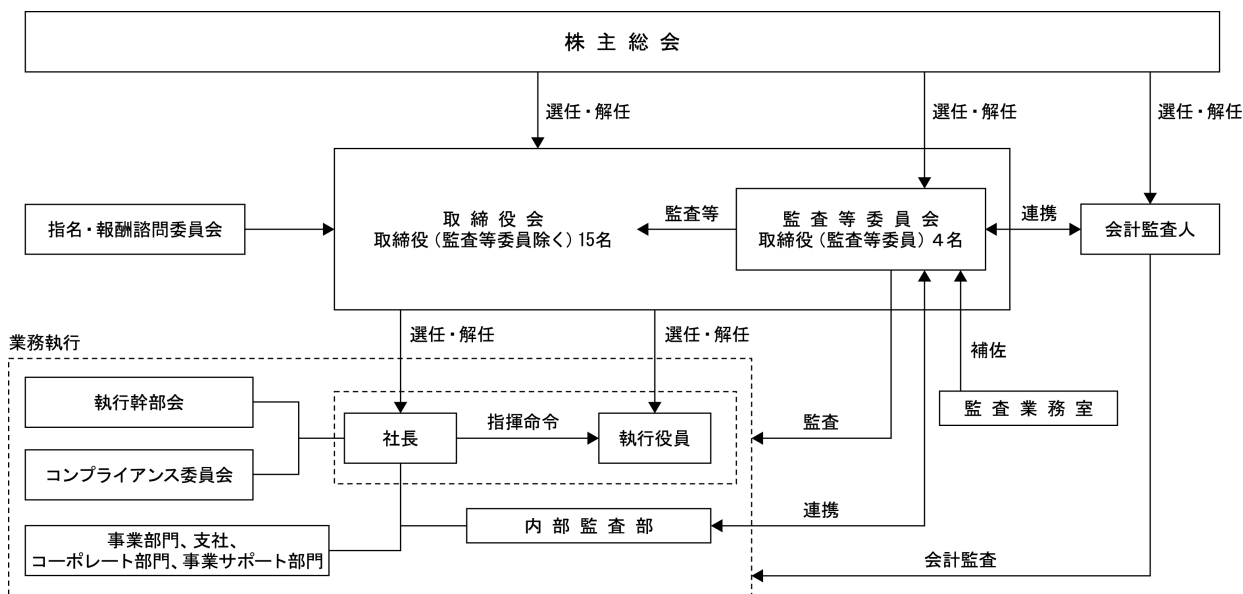 株主総会
選任・解任
選任・解任
選任・解任
指名・報酬諮問委員会
取締役会
取締役（監査等委員除く）15名
監査等
監査等委員会
取締役（監査等委員）4名
連携
会計監査人
選任・解任
選任・解任
補佐
業務執行
執行幹部会
監査業務室
社長
指揮命令
執行役員
監査
コンプライアンス委員会
内部監査部
連携
事業部門、支社、
コーポレート部門、事業サポート部門
会計監査